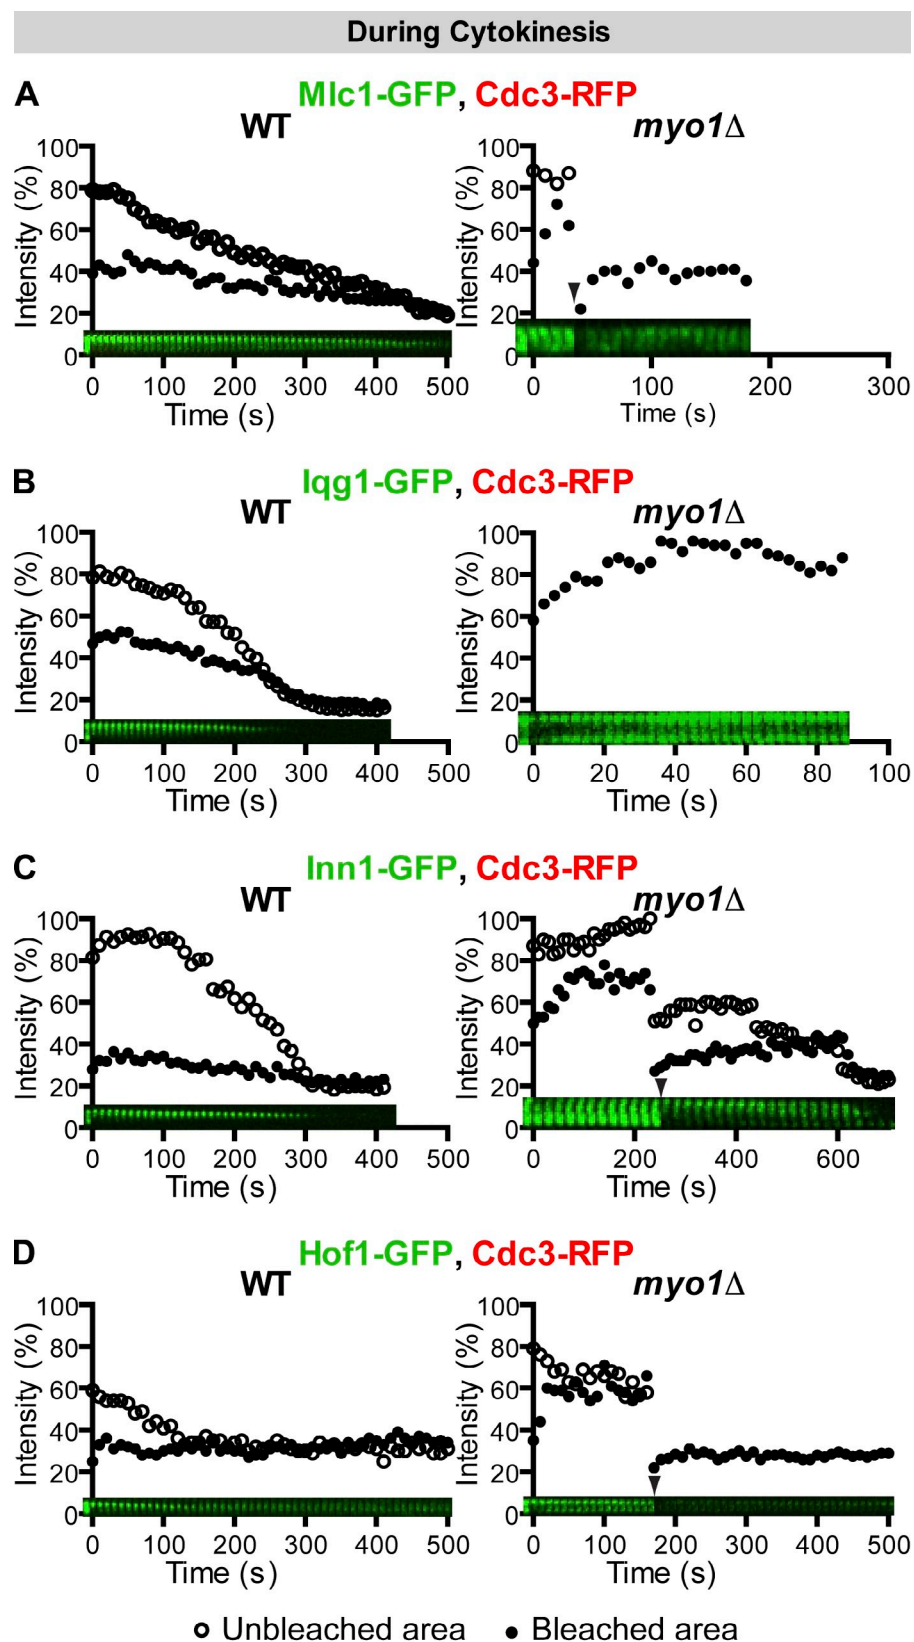 During Cytokinesis
A Mlc1-GFP, Cdc3-RFP
WT myo1Δ
Intensity (%) 100 80 60 40 20 0
0 100 200 300 400 500
Time (s)
Intensity (%) 100 80 60 40 20 0
0 100 200 300
Time (s)
B Iqg1-GFP, Cdc3-RFP
WT myo1Δ
Intensity (%) 100 80 60 40 20 0
0 100 200 300 400 500
Time (s)
Intensity (%) 100 80 60 40 20 0
0 20 40 60 80 100
Time (s)
C Inn1-GFP, Cdc3-RFP
WT myo1Δ
Intensity (%) 100 80 60 40 20 0
0 100 200 300 400 500
Time (s)
Intensity (%) 100 80 60 40 20 0
0 200 400 600
Time (s)
D Hof1-GFP, Cdc3-RFP
WT myo1Δ
Intensity (%) 100 80 60 40 20 0
0 100 200 300 400 500
Time (s)
Intensity (%) 100 80 60 40 20 0
0 100 200 300 400 500
Time (s)
Unbleached area Bleached area